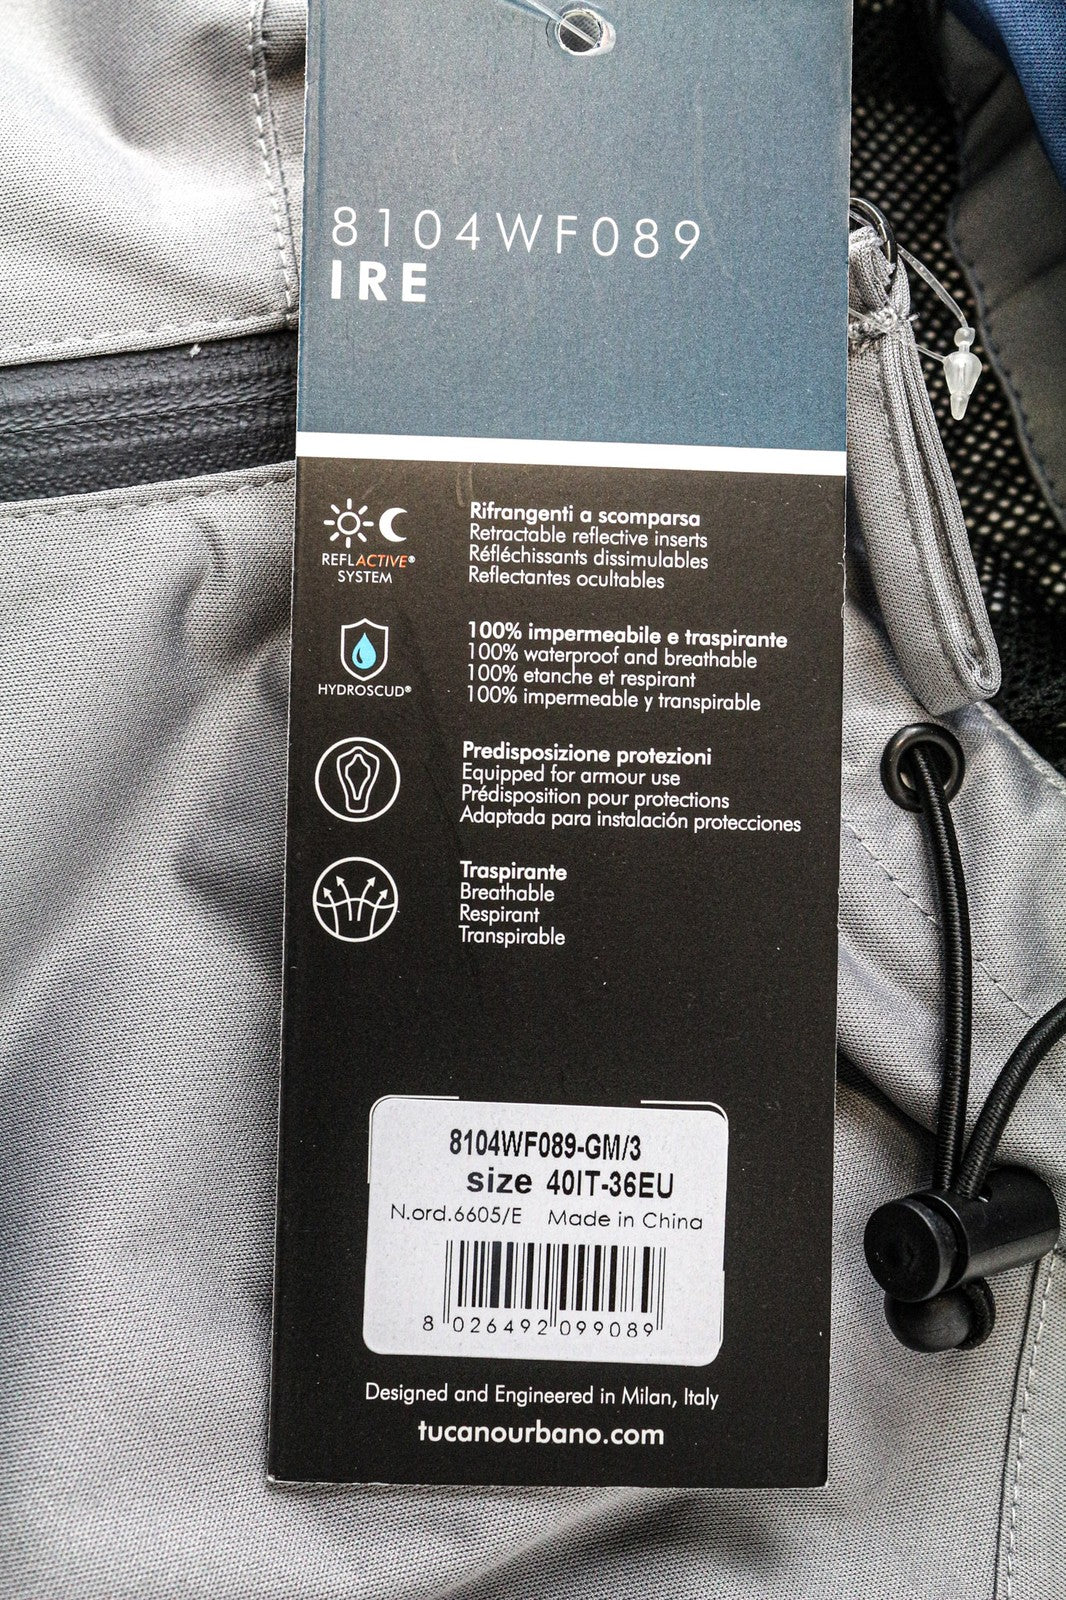 8104WF089
IRE
REFLACTIVE®
SYSTEM
Rifrangenti a scomparsa
Retractable reflective inserts
Réfléchissants dissimulables
Reflectantes ocultables
HYDROSCUD®
100% impermeabile e traspirante
100% waterproof and breathable
100% etanche et respirant
100% impermeable y transpirable
Predisposizione protezioni
Equipped for armour use
Prédisposition pour protections
Adaptada para instalación protecciones
Traspirante
Breathable
Respirant
Transpirable
8104WF089-GM/3
size 40IT-36EU
N.ord.6605/E Made in China
8 026492 099089
Designed and Engineered in Milan, Italy
tucanourbano.com